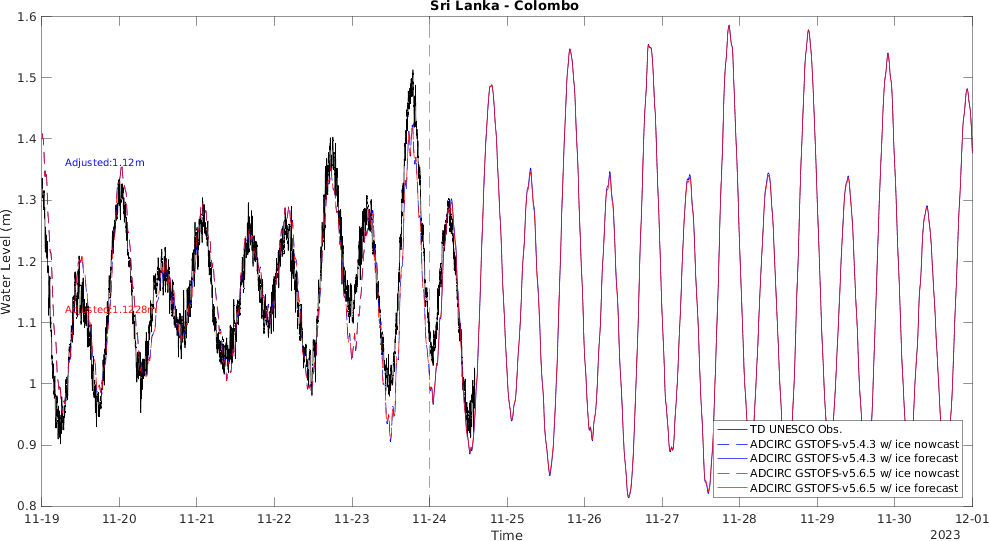 Sri Lanka - Colombo
1.6
1.5
1.4
1.3
1.2
1.1
1
0.9
0.8
Water Level (m)
Adjusted:1.12m
Adjusted:1.1228m
TD UNESCO Obs.
ADCIRC GSTOFS-v5.4.3 w/ ice nowcast
ADCIRC GSTOFS-v5.4.3 w/ ice forecast
ADCIRC GSTOFS-v5.6.5 w/ ice nowcast
ADCIRC GSTOFS-v5.6.5 w/ ice forecast
11-19 11-20 11-21 11-22 11-23 11-24 11-25 11-26 11-27 11-28 11-29 11-30 12-01
Time
2023